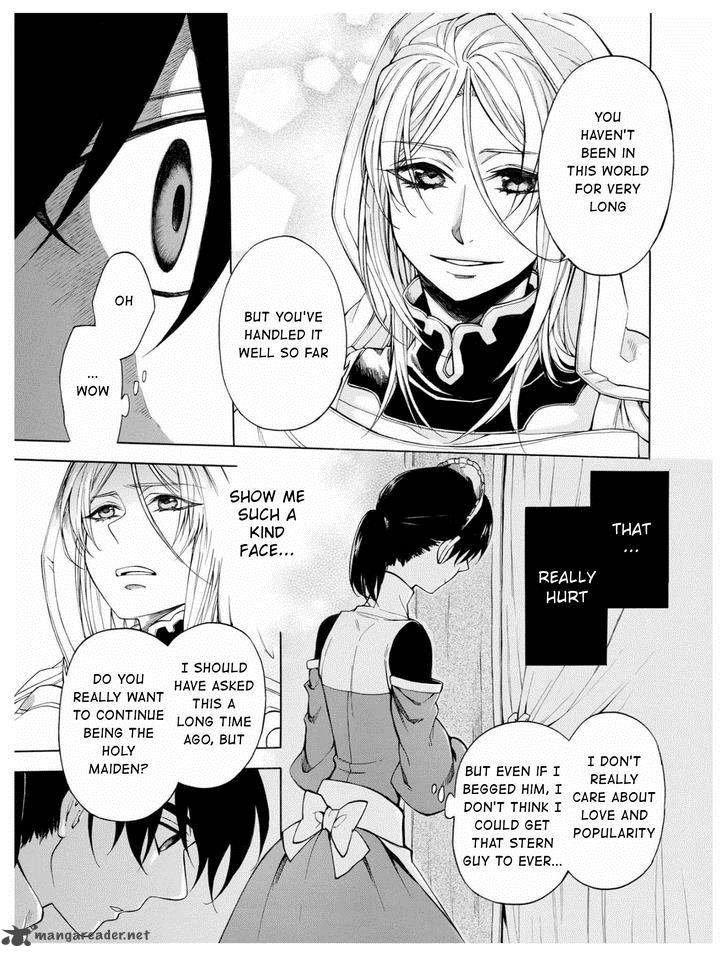 YOU
HAVEN'T
BEEN IN
THIS WORLD
FOR VERY
LONG
BUT YOU'VE
HANDLED IT
WELL SO FAR
OH
...
WOW
THAT
...
REALLY
HURT
I DON'T
REALLY
CARE ABOUT
LOVE AND
POPULARITY
BUT EVEN IF I
BEGGED HIM, I
DON'T THINK I
COULD GET
THAT STERN
GUY TO EVER...
SHOW ME
SUCH A
KIND
FACE...
I SHOULD
HAVE ASKED
THIS A
LONG TIME
AGO, BUT
DO YOU
REALLY WANT
TO CONTINUE
BEING THE
HOLY
MAIDEN?
mangareader.net